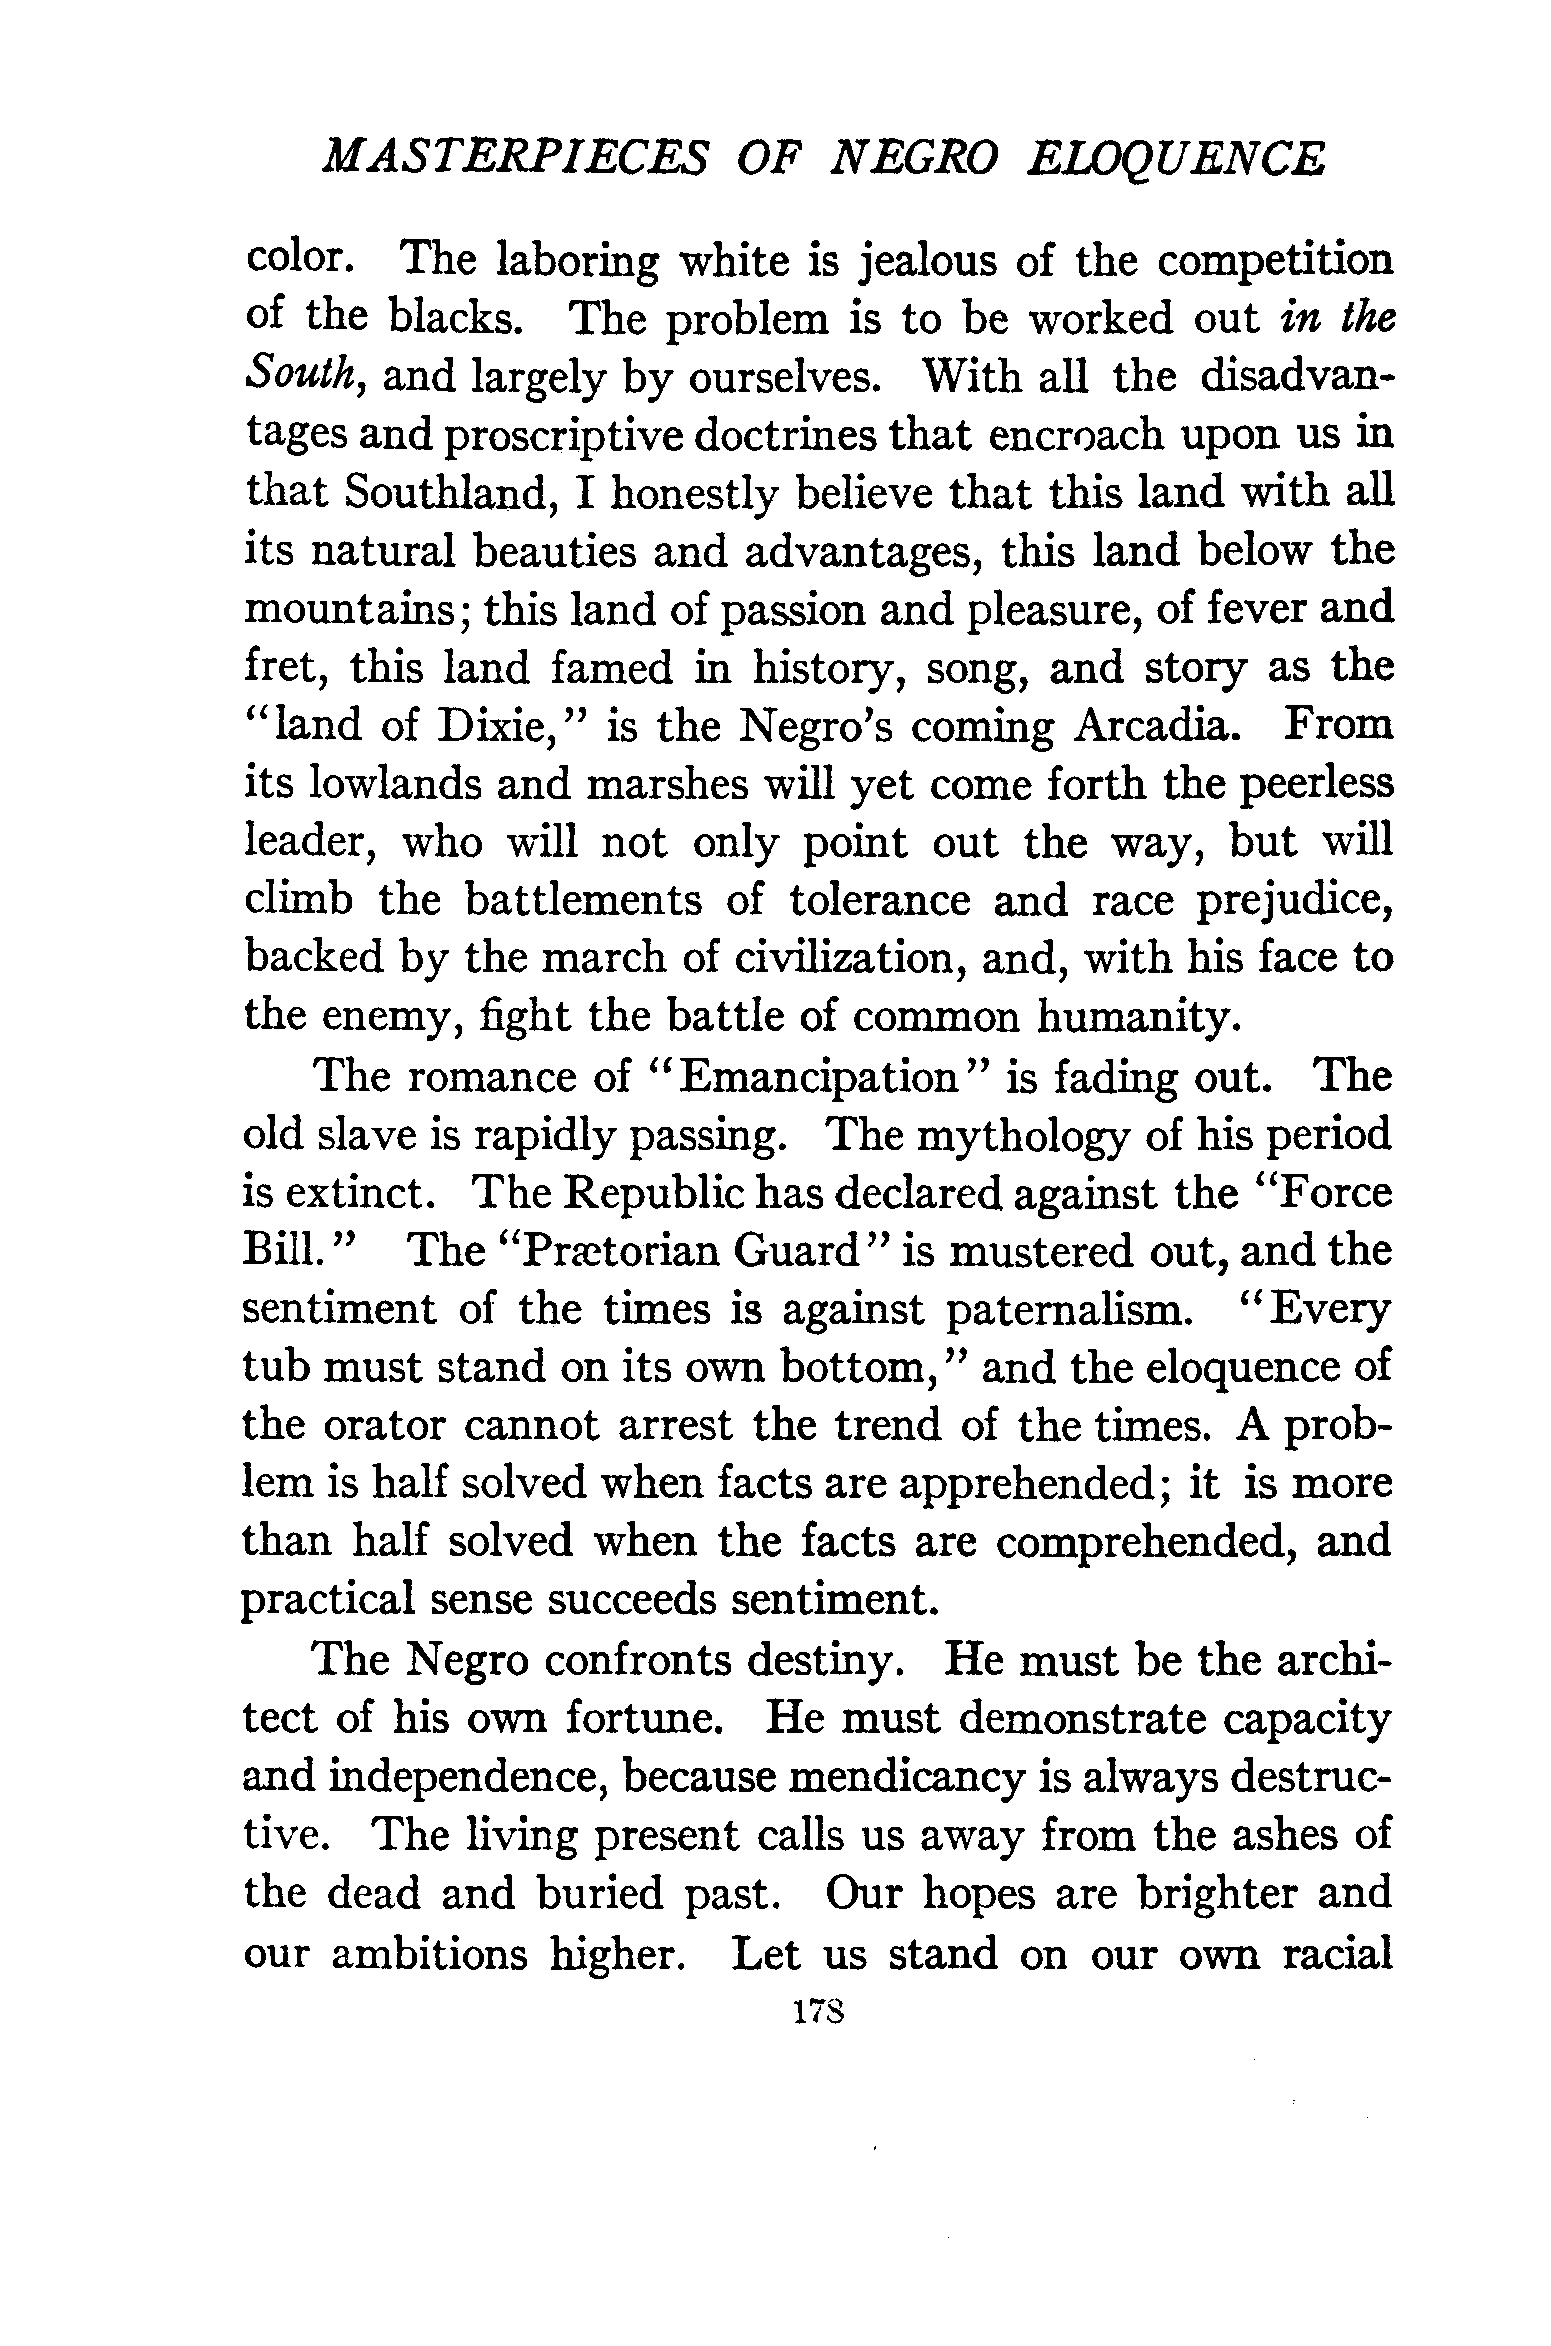 MASTERPIECES OF NEGRO ELOQUENCE
color. The laboring white is jealous of the competition
of the blacks. The problem is to be worked out in the
South, and largely by ourselves. With all the disadvan-
tages and proscriptive doctrines that encroach upon us in
that Southland, I honestly believe that this land with all
its natural beauties and advantages, this land below the
mountains; this land of passion and pleasure, of fever and
fret, this land famed in history, song, and story as the
“land of Dixie,” is the Negro’s coming Arcadia. From
its lowlands and marshes will yet come forth the peerless
leader, who will not only point out the way, but will
climb the battlements of tolerance and race prejudice,
backed by the march of civilization, and, with his face to
the enemy, fight the battle of common humanity.
The romance of “Emancipation” is fading out. The
old slave is rapidly passing. The mythology of his period
is extinct. The Republic has declared against the “Force
Bill.” The “Prætorian Guard” is mustered out, and the
sentiment of the times is against paternalism. “Every
tub must stand on its own bottom,” and the eloquence of
the orator cannot arrest the trend of the times. A prob-
lem is half solved when facts are apprehended; it is more
than half solved when the facts are comprehended, and
practical sense succeeds sentiment.
The Negro confronts destiny. He must be the archi-
tect of his own fortune. He must demonstrate capacity
and independence, because mendicancy is always destruc-
tive. The living present calls us away from the ashes of
the dead and buried past. Our hopes are brighter and
our ambitions higher. Let us stand on our own racial
178